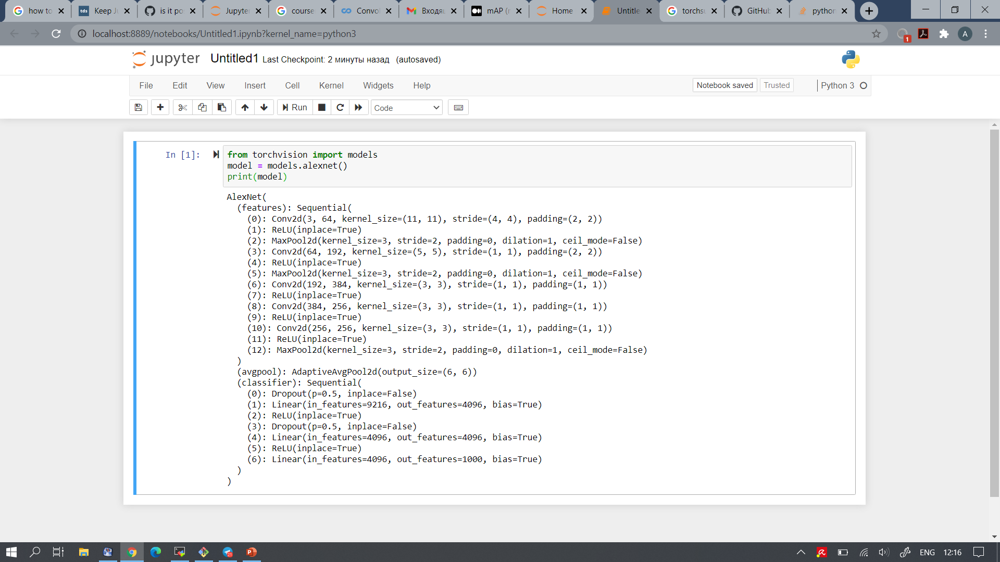 how to
tds Keep J
is it po
Jupyte
course
Convol
Входящ
mAP (m
Home
Untitle
torchsu
GitHub
python
localhost:8889/notebooks/Untitled1.ipynb?kernel_name=python3
1
A
jupyter Untitled1 Last Checkpoint: 2 минуты назад (autosaved)
File Edit View Insert Cell Kernel Widgets Help
Notebook saved Trusted Python 3
Run Code
In [1]:
from torchvision import models
model = models.alexnet()
print(model)
AlexNet(
  (features): Sequential(
    (0): Conv2d(3, 64, kernel_size=(11, 11), stride=(4, 4), padding=(2, 2))
    (1): ReLU(inplace=True)
    (2): MaxPool2d(kernel_size=3, stride=2, padding=0, dilation=1, ceil_mode=False)
    (3): Conv2d(64, 192, kernel_size=(5, 5), stride=(1, 1), padding=(2, 2))
    (4): ReLU(inplace=True)
    (5): MaxPool2d(kernel_size=3, stride=2, padding=0, dilation=1, ceil_mode=False)
    (6): Conv2d(192, 384, kernel_size=(3, 3), stride=(1, 1), padding=(1, 1))
    (7): ReLU(inplace=True)
    (8): Conv2d(384, 256, kernel_size=(3, 3), stride=(1, 1), padding=(1, 1))
    (9): ReLU(inplace=True)
    (10): Conv2d(256, 256, kernel_size=(3, 3), stride=(1, 1), padding=(1, 1))
    (11): ReLU(inplace=True)
    (12): MaxPool2d(kernel_size=3, stride=2, padding=0, dilation=1, ceil_mode=False)
  )
  (avgpool): AdaptiveAvgPool2d(output_size=(6, 6))
  (classifier): Sequential(
    (0): Dropout(p=0.5, inplace=False)
    (1): Linear(in_features=9216, out_features=4096, bias=True)
    (2): ReLU(inplace=True)
    (3): Dropout(p=0.5, inplace=False)
    (4): Linear(in_features=4096, out_features=4096, bias=True)
    (5): ReLU(inplace=True)
    (6): Linear(in_features=4096, out_features=1000, bias=True)
  )
)
21
ENG 12:16